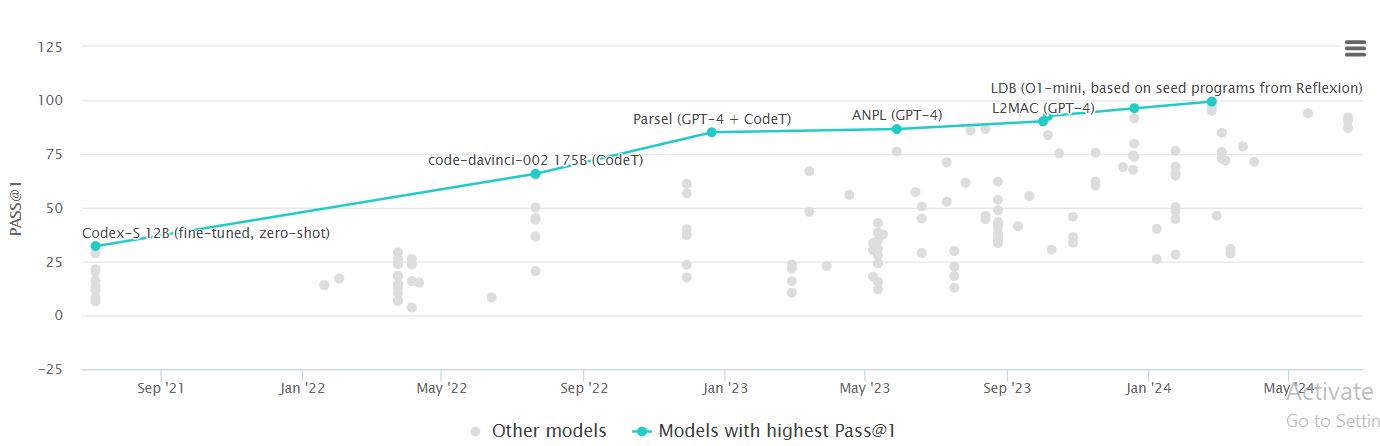 125
LDB (O1-mini, based on seed programs from Reflexion)
100
L2MAC (GPT-4)
ANPL (GPT-4)
Parsel (GPT-4 + CodeT)
75
code-davinci-002 175B (CodeT)
PASS@1
50
Codex-S 12B (fine-tuned, zero-shot)
25
0
-25
Sep '21
Jan '22
May '22
Sep '22
Jan '23
May '23
Sep '23
Jan '24
May '24
Activate
Go to Settin
Other models
Models with highest Pass@1